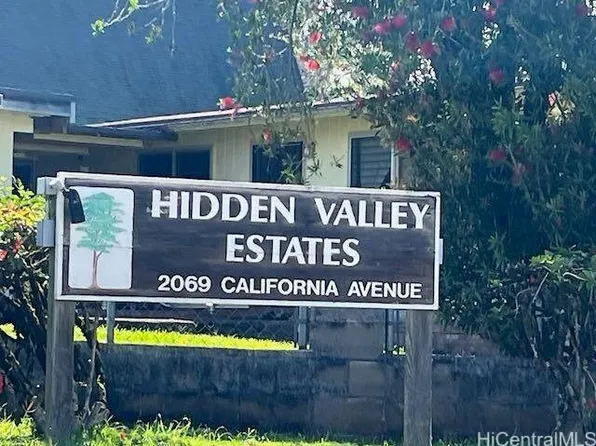 HIDDEN VALLEY
ESTATES
2069 CALIFORNIA AVENUE
HiCentralMLS